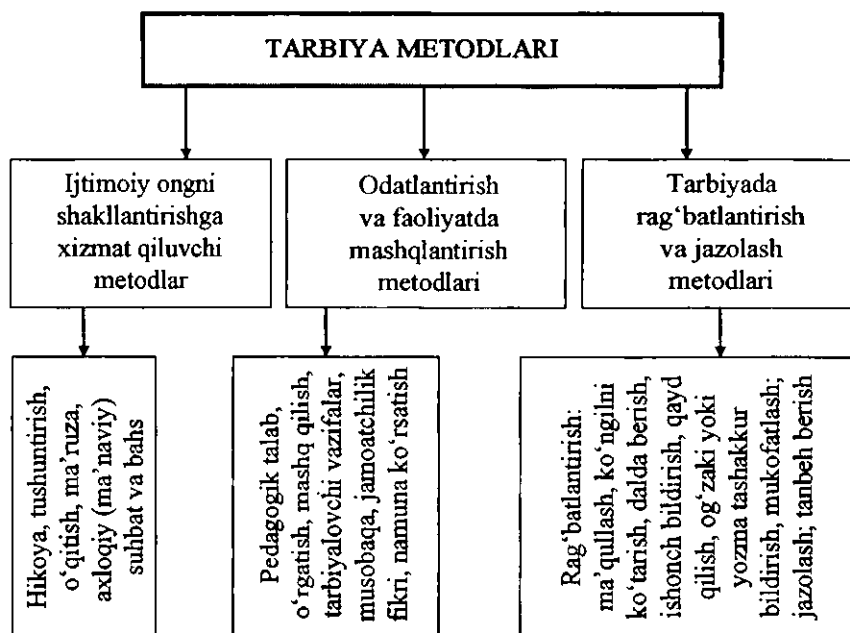 TARBIYA METODLARI
Ijtimoiy ongni
shakllantirishga
xizmat qiluvchi
metodlar
Odatlantirish
va faoliyatda
mashqlantirish
metodlari
Tarbiyada
rag‘batlantirish
va jazolash
metodlari
Hikoya, tushuntirish,
o‘qitish, ma’ruza,
axloqiy (ma’naviy)
suhbat va bahs
Pedagogik talab,
o‘rgatish, mashq qilish,
tarbiyalovchi vazifalar,
musobaqa, jamoatchilik
fikri, namuna ko‘rsatish
Rag‘batlantirish:
ma’qullash, ko‘ngilni
ko‘tarish, dalda berish,
ishonch bildirish, qayd
qilish, og‘zaki yoki
yozma tashakkur
bildirish, mukofatlash;
jazolash; tanbeh berish